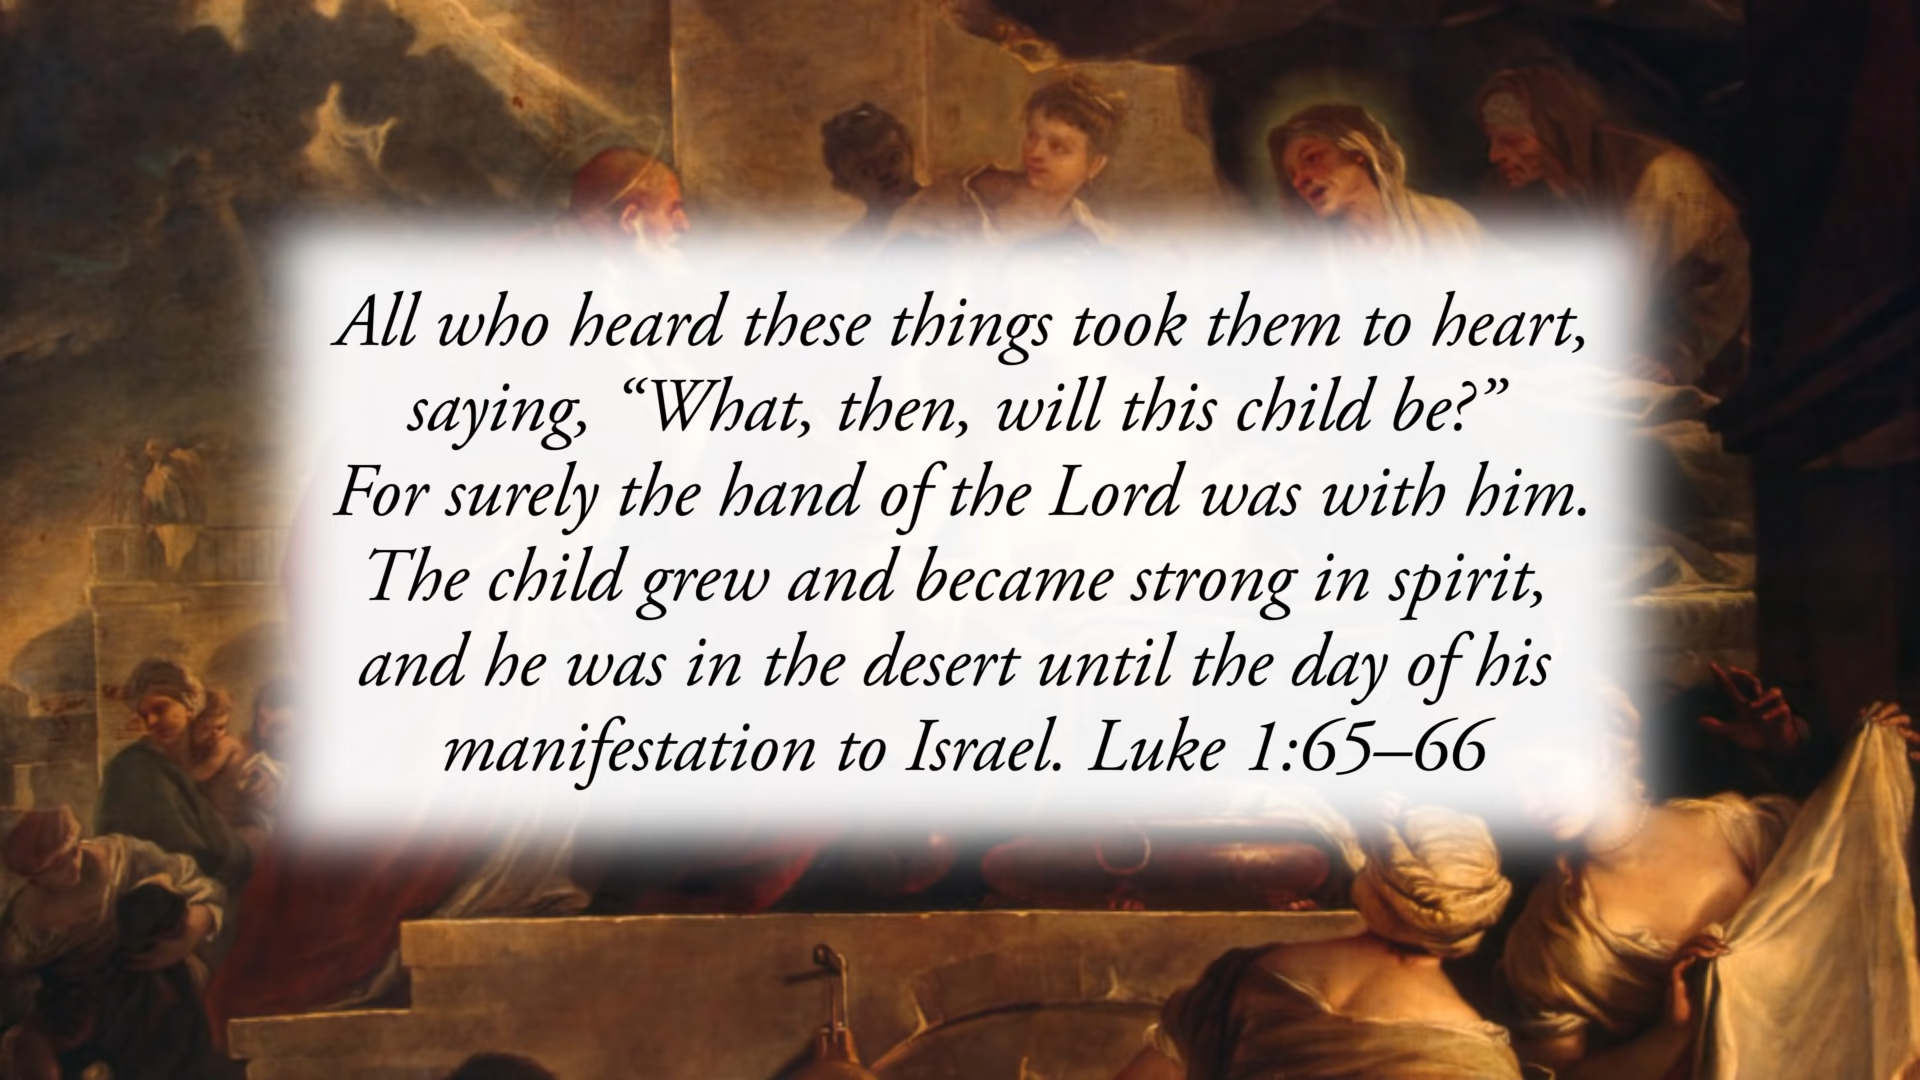 All who heard these things took them to heart,
saying, “What, then, will this child be?”
For surely the hand of the Lord was with him.
The child grew and became strong in spirit,
and he was in the desert until the day of his
manifestation to Israel. Luke 1:65–66